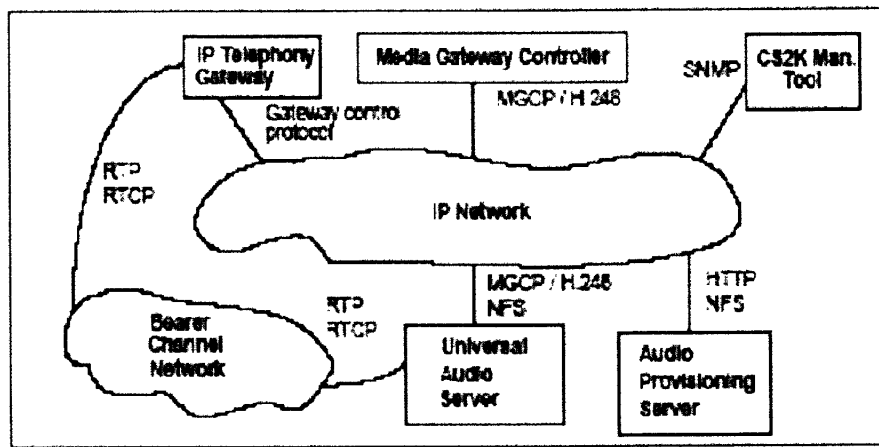 IP Telephony
Gateway
Media Gateway Controller
CS2K Man.
Tool
SNMP
MGCP / H.248
Gateway control
protocol
RTP
RTCP
IP Network
MGCP / H.248
NFS
HTTP
NFS
RTP
RTCP
Bearer
Channel
Network
Universal
Audio
Server
Audio
Provisioning
Server